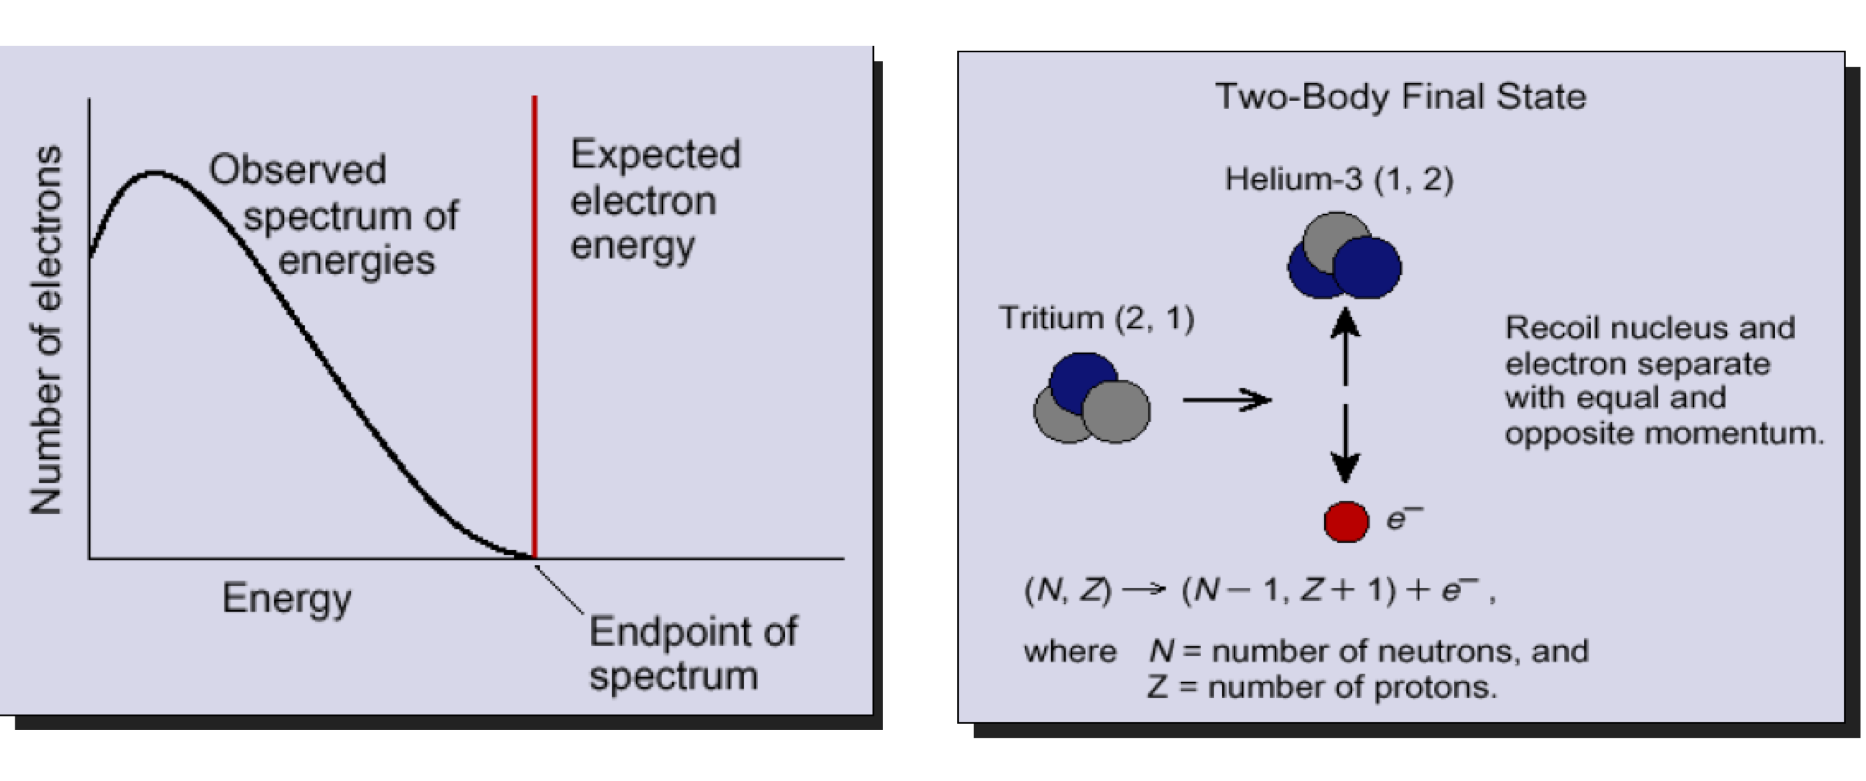 Number of electrons
Observed
spectrum of
energies
Expected
electron
energy
Energy
Endpoint of
spectrum
Two-Body Final State
Helium-3 (1, 2)
Tritium (2, 1)
Recoil nucleus and
electron separate
with equal and
opposite momentum.
e⁻
(N, Z) → (N − 1, Z + 1) + e⁻ ,
where N = number of neutrons, and
Z = number of protons.